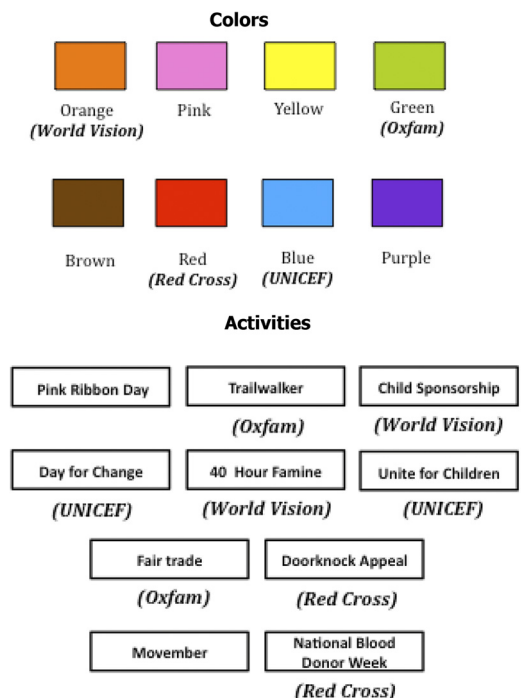 Colors
Orange Pink Yellow Green
(World Vision) (Oxfam)
Brown Red Blue Purple
(Red Cross) (UNICEF)
Activities
Pink Ribbon Day Trailwalker Child Sponsorship
(Oxfam) (World Vision)
Day for Change 40 Hour Famine Unite for Children
(UNICEF) (World Vision) (UNICEF)
Fair trade Doorknock Appeal
(Oxfam) (Red Cross)
Movember National Blood
Donor Week
(Red Cross)